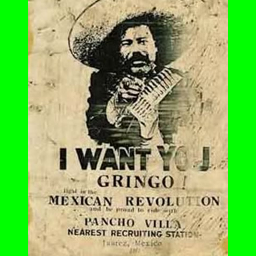 I WANT YOU
GRINGO!
fight in the
MEXICAN REVOLUTION
and be proud to ride with
PANCHO VILLA
NEAREST RECRUITING STATION
Juarez, Mexico